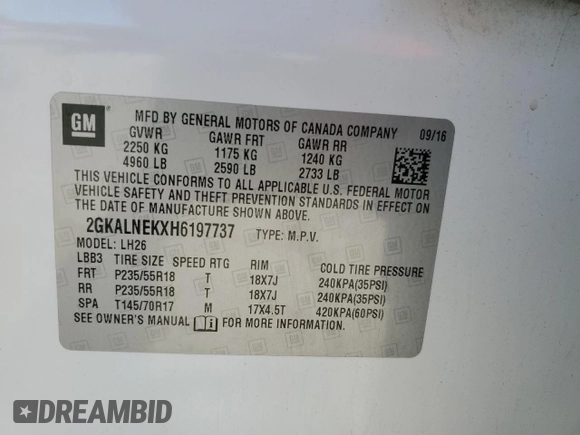 GM
MFD BY GENERAL MOTORS OF CANADA COMPANY 09/16
GVWR GAWR FRT GAWR RR
2250 KG 1175 KG 1240 KG
4960 LB 2590 LB 2733 LB
THIS VEHICLE CONFORMS TO ALL APPLICABLE U.S. FEDERAL MOTOR
VEHICLE SAFETY AND THEFT PREVENTION STANDARDS IN EFFECT ON
THE DATE OF MANUFACTURE SHOWN ABOVE.
2GKALNEKXH6197737 TYPE: M.P.V.
MODEL: LH26
LBB3 TIRE SIZE SPEED RTG RIM COLD TIRE PRESSURE
FRT P235/55R18 T 18X7J 240KPA(35PSI)
RR P235/55R18 T 18X7J 240KPA(35PSI)
SPA T145/70R17 M 17X4.5T 420KPA(60PSI)
SEE OWNER'S MANUAL FOR MORE INFORMATION.
DREAMBID